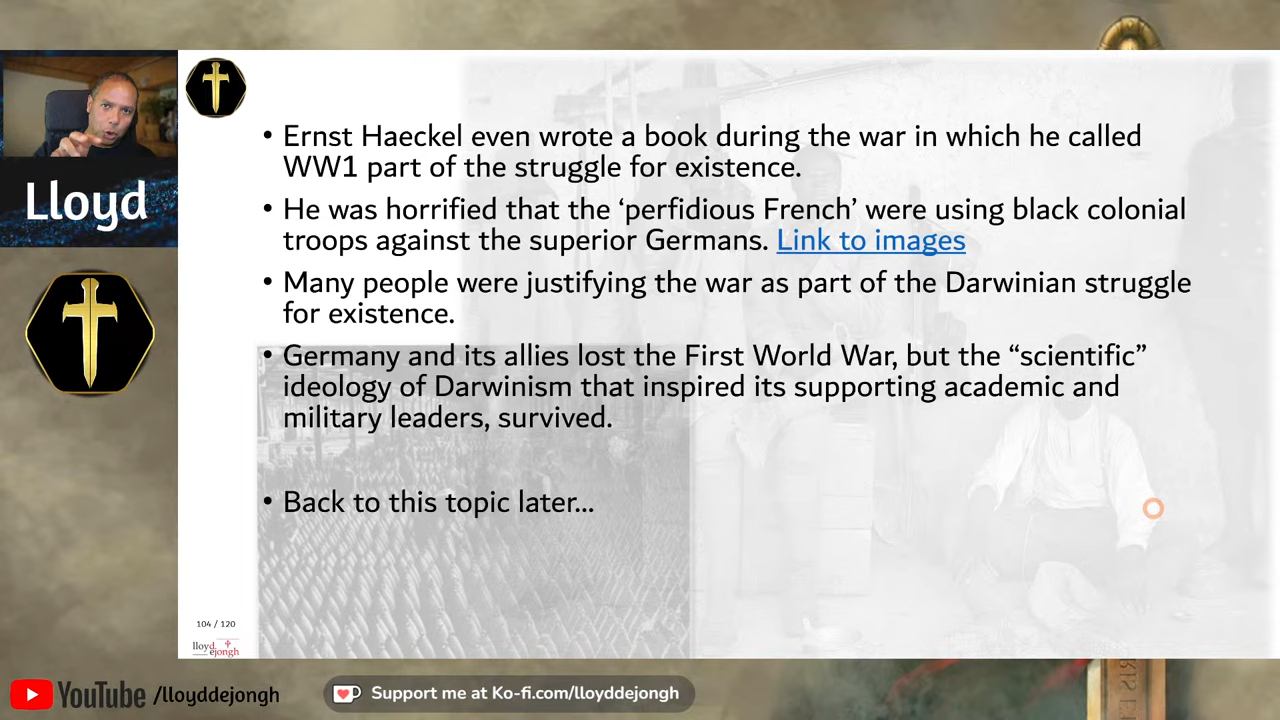 Lloyd
• Ernst Haeckel even wrote a book during the war in which he called
WW1 part of the struggle for existence.
• He was horrified that the ‘perfidious French’ were using black colonial
troops against the superior Germans. Link to images
• Many people were justifying the war as part of the Darwinian struggle
for existence.
• Germany and its allies lost the First World War, but the “scientific”
ideology of Darwinism that inspired its supporting academic and
military leaders, survived.
• Back to this topic later...
104 / 120
lloyd
ejongh
YouTube /lloyddejongh
Support me at Ko-fi.com/lloyddejongh